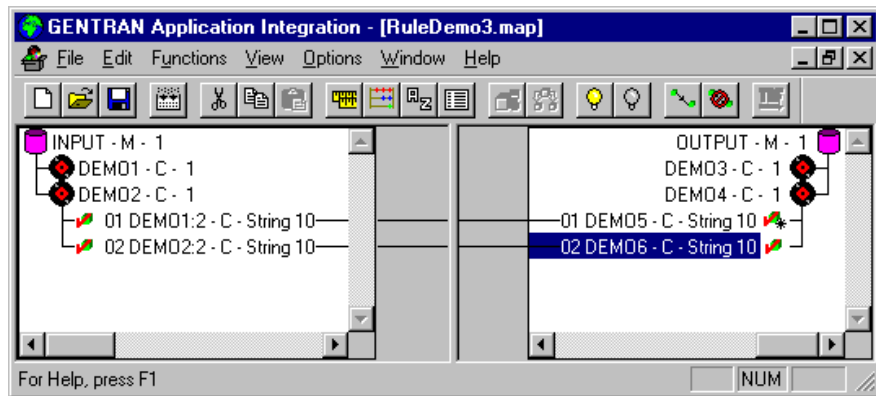 GENTRAN Application Integration - [RuleDemo3.map]
File Edit Functions View Options Window Help
INPUT - M - 1
DEMO1 - C - 1
DEMO2 - C - 1
01 DEMO1:2 - C - String 10
02 DEMO2:2 - C - String 10
OUTPUT - M - 1
DEMO3 - C - 1
DEMO4 - C - 1
01 DEMO5 - C - String 10
02 DEMO6 - C - String 10
For Help, press F1
NUM